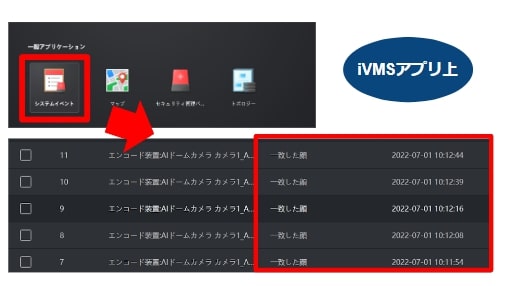 一般アプリケーション
iVMSアプリ上
システムイベント
マップ
セキュリティ管理パ...
トポロジー
11 エンコード装置:AIドームカメラ カメラ1_A... 一致した顔 2022-07-01 10:12:44
10 エンコード装置:AIドームカメラ カメラ1_A... 一致した顔 2022-07-01 10:12:39
9 エンコード装置:AIドームカメラ カメラ1_A... 一致した顔 2022-07-01 10:12:16
8 エンコード装置:AIドームカメラ カメラ1_A... 一致した顔 2022-07-01 10:12:08
7 エンコード装置:AIドームカメラ カメラ1_A... 一致した顔 2022-07-01 10:11:54